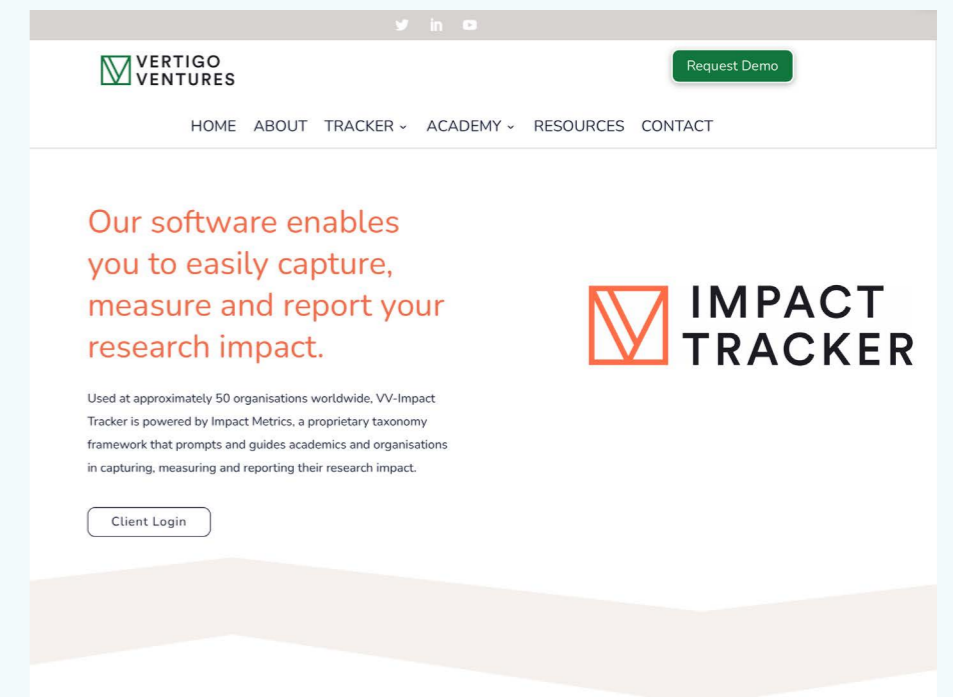 VERTIGO
VENTURES
Request Demo
HOME ABOUT TRACKER ACADEMY RESOURCES CONTACT
Our software enables
you to easily capture,
measure and report your
research impact.
IMPACT
TRACKER
Used at approximately 50 organisations worldwide, VV-Impact
Tracker is powered by Impact Metrics, a proprietary taxonomy
framework that prompts and guides academics and organisations
in capturing, measuring and reporting their research impact.
Client Login